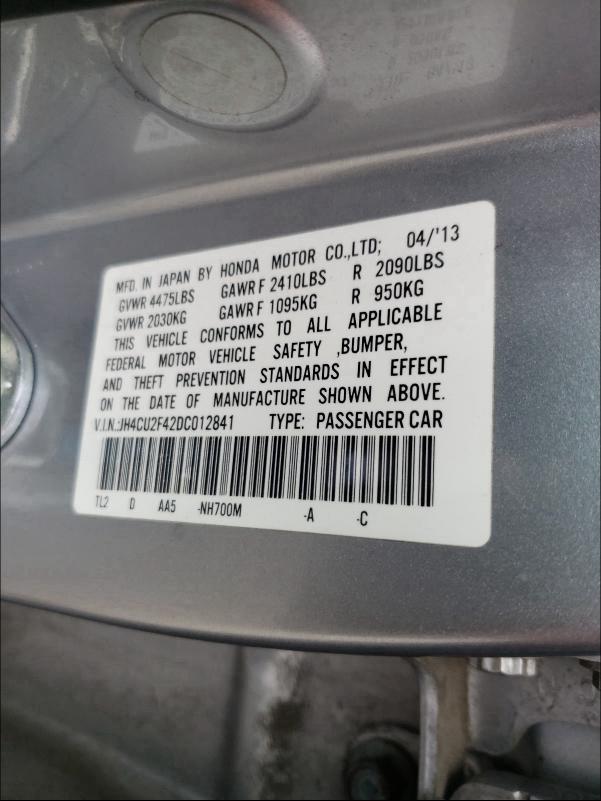 MFD. IN JAPAN BY HONDA MOTOR CO.,LTD; 04/'13
GVWR 4475LBS GAWR F 2410LBS R 2090LBS
GVWR 2030KG GAWR F 1095KG R 950KG
THIS VEHICLE CONFORMS TO ALL APPLICABLE
FEDERAL MOTOR VEHICLE SAFETY ,BUMPER,
AND THEFT PREVENTION STANDARDS IN EFFECT
ON THE DATE OF MANUFACTURE SHOWN ABOVE.
V.I.N.:JH4CU2F42DC012841 TYPE: PASSENGER CAR
TL2 D AA5 -NH700M -A -C